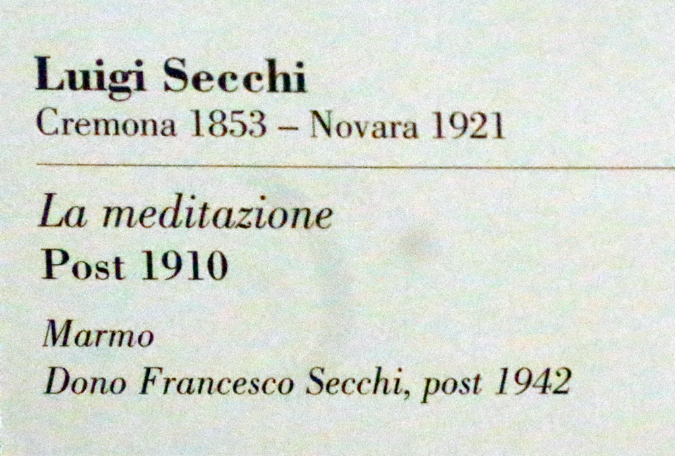 Luigi Secchi
Cremona 1853 – Novara 1921
La meditazione
Post 1910
Marmo
Dono Francesco Secchi, post 1942